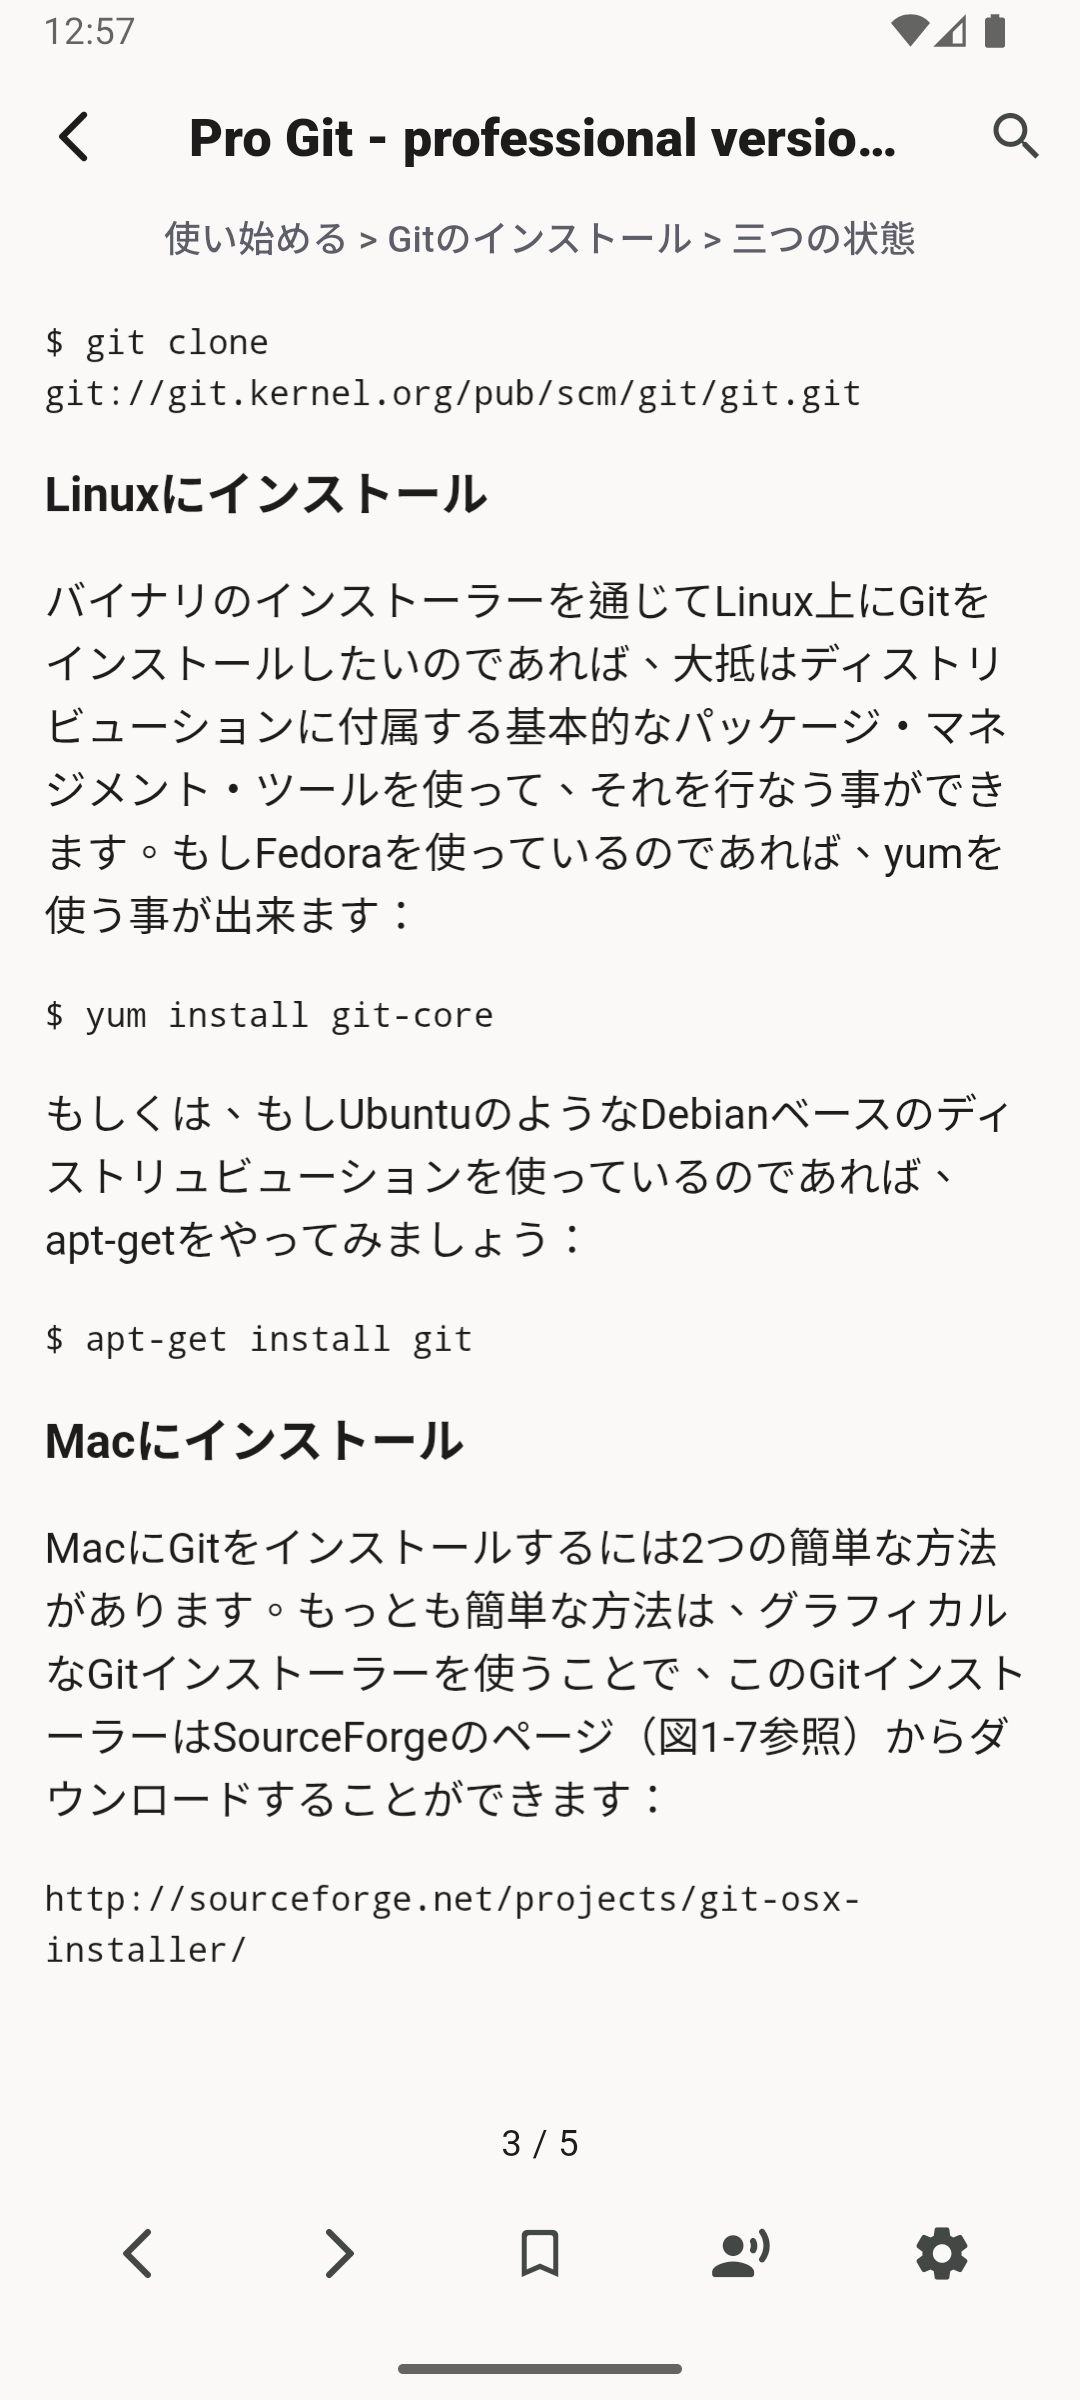 12:57
Pro Git - professional versio...
使い始める > Gitのインストール > 三つの状態
$ git clone
git://git.kernel.org/pub/scm/git/git.git
Linuxにインストール
バイナリのインストーラーを通じてLinux上にGitを
インストールしたいのであれば、大抵はディストリ
ビューションに付属する基本的なパッケージ・マネ
ジメント・ツールを使って、それを行なう事ができ
ます。もしFedoraを使っているのであれば、yumを
使う事が出来ます：
$ yum install git-core
もしくは、もしUbuntuのようなDebianベースのディ
ストリュビューションを使っているのであれば、
apt-getをやってみましょう：
$ apt-get install git
Macにインストール
MacにGitをインストールするには2つの簡単な方法
があります。もっとも簡単な方法は、グラフィカル
なGitインストーラーを使うことで、このGitインスト
ーラーはSourceForgeのページ（図1-7参照）からダ
ウンロードすることができます：
http://sourceforge.net/projects/git-osx-
installer/
3 / 5